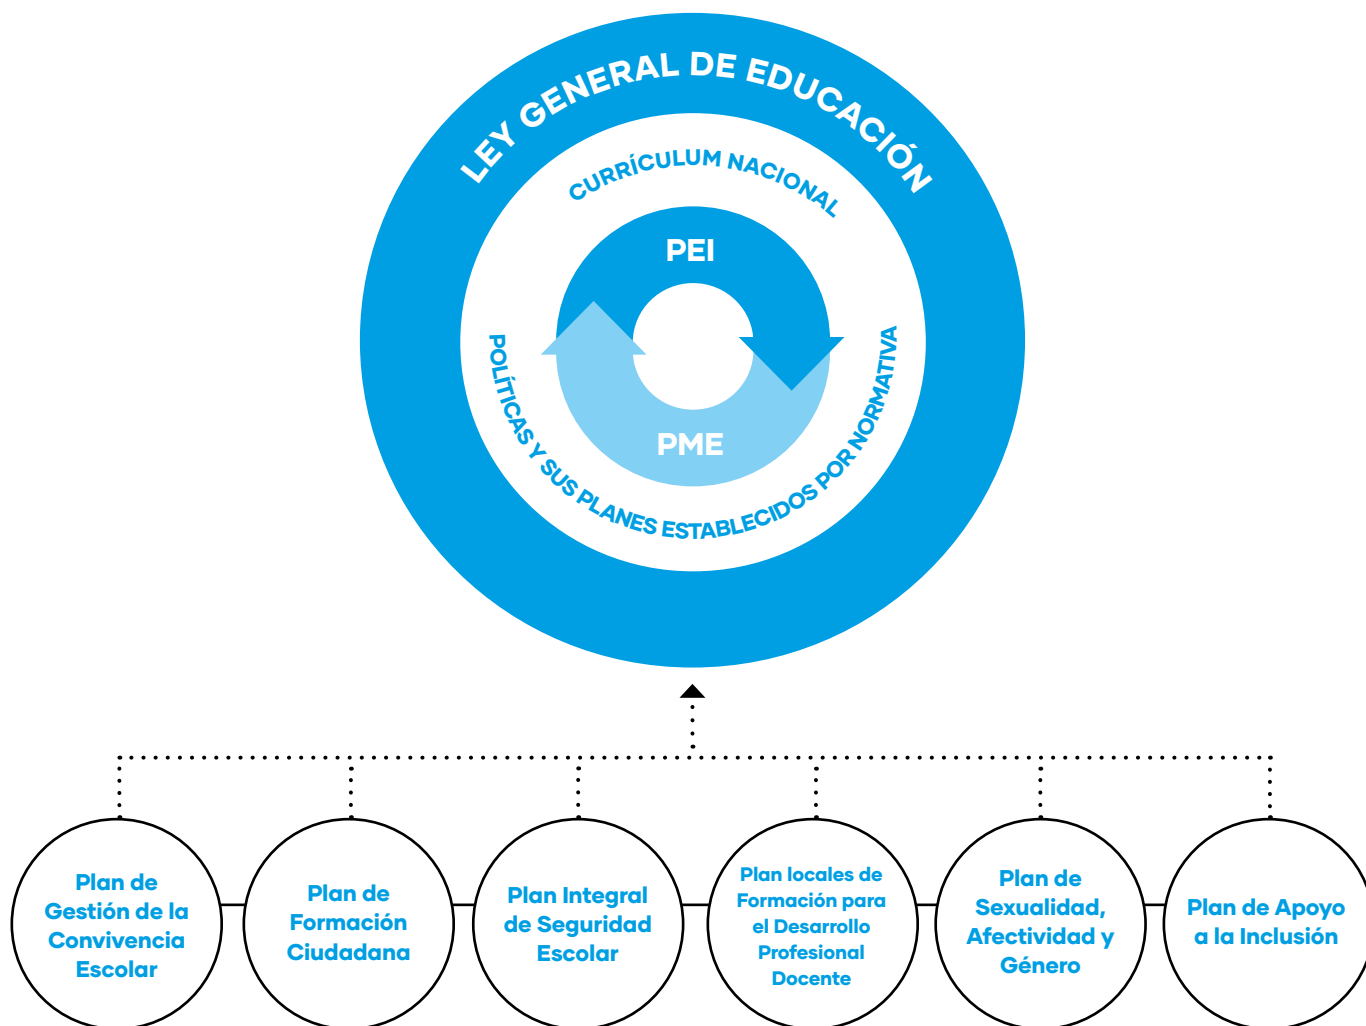 LEY GENERAL DE EDUCACIÓN
CURRÍCULUM NACIONAL
PEI
PME
POLÍTICAS Y SUS PLANES ESTABLECIDOS POR NORMATIVA
Plan de
Gestión de la
Convivencia
Escolar
Plan de
Formación
Ciudadana
Plan Integral
de Seguridad
Escolar
Plan locales de
Formación para
el Desarrollo
Profesional
Docente
Plan de
Sexualidad,
Afectividad y
Género
Plan de Apoyo
a la Inclusión